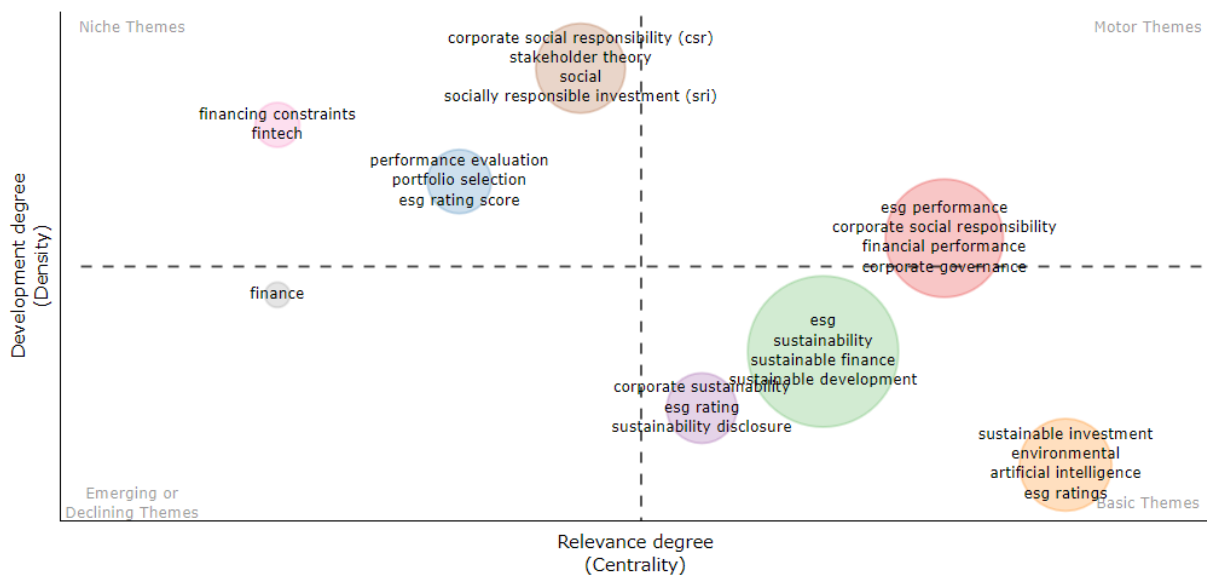 Niche Themes
Motor Themes
corporate social responsibility (csr)
stakeholder theory
social
socially responsible investment (sri)
financing constraints
fintech
performance evaluation
portfolio selection
esg rating score
esg performance
corporate social responsibility
financial performance
corporate governance
finance
esg
sustainability
sustainable finance
sustainable development
corporate sustainability
esg rating
sustainability disclosure
sustainable investment
environmental
artificial intelligence
esg ratings
Emerging or
Declining Themes
Basic Themes
Development degree
(Density)
Relevance degree
(Centrality)